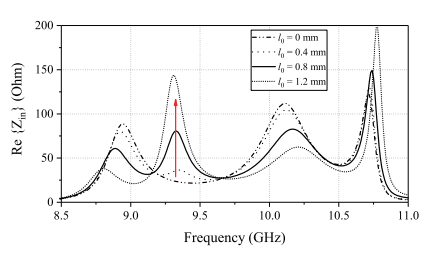 200
150
100
50
0
Re {Z_in} (Ohm)
l₀ = 0 mm
l₀ = 0.4 mm
l₀ = 0.8 mm
l₀ = 1.2 mm
8.5 9.0 9.5 10.0 10.5 11.0
Frequency (GHz)